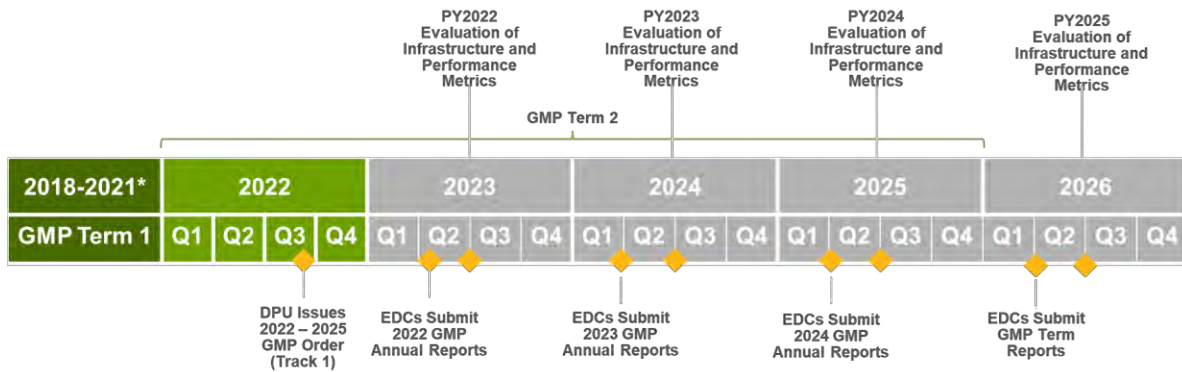 PY2022
Evaluation of
Infrastructure and
Performance
Metrics
PY2023
Evaluation of
Infrastructure and
Performance
Metrics
PY2024
Evaluation of
Infrastructure and
Performance
Metrics
PY2025
Evaluation of
Infrastructure and
Performance
Metrics
GMP Term 2
2018-2021* 2022 2023 2024 2025 2026
GMP Term 1 Q1 Q2 Q3 Q4 Q1 Q2 Q3 Q4 Q1 Q2 Q3 Q4 Q1 Q2 Q3 Q4 Q1 Q2 Q3 Q4
DPU Issues
2022 – 2025
GMP Order
(Track 1)
EDCs Submit
2022 GMP
Annual Reports
EDCs Submit
2023 GMP
Annual Reports
EDCs Submit
2024 GMP
Annual Reports
EDCs Submit
GMP Term
Reports